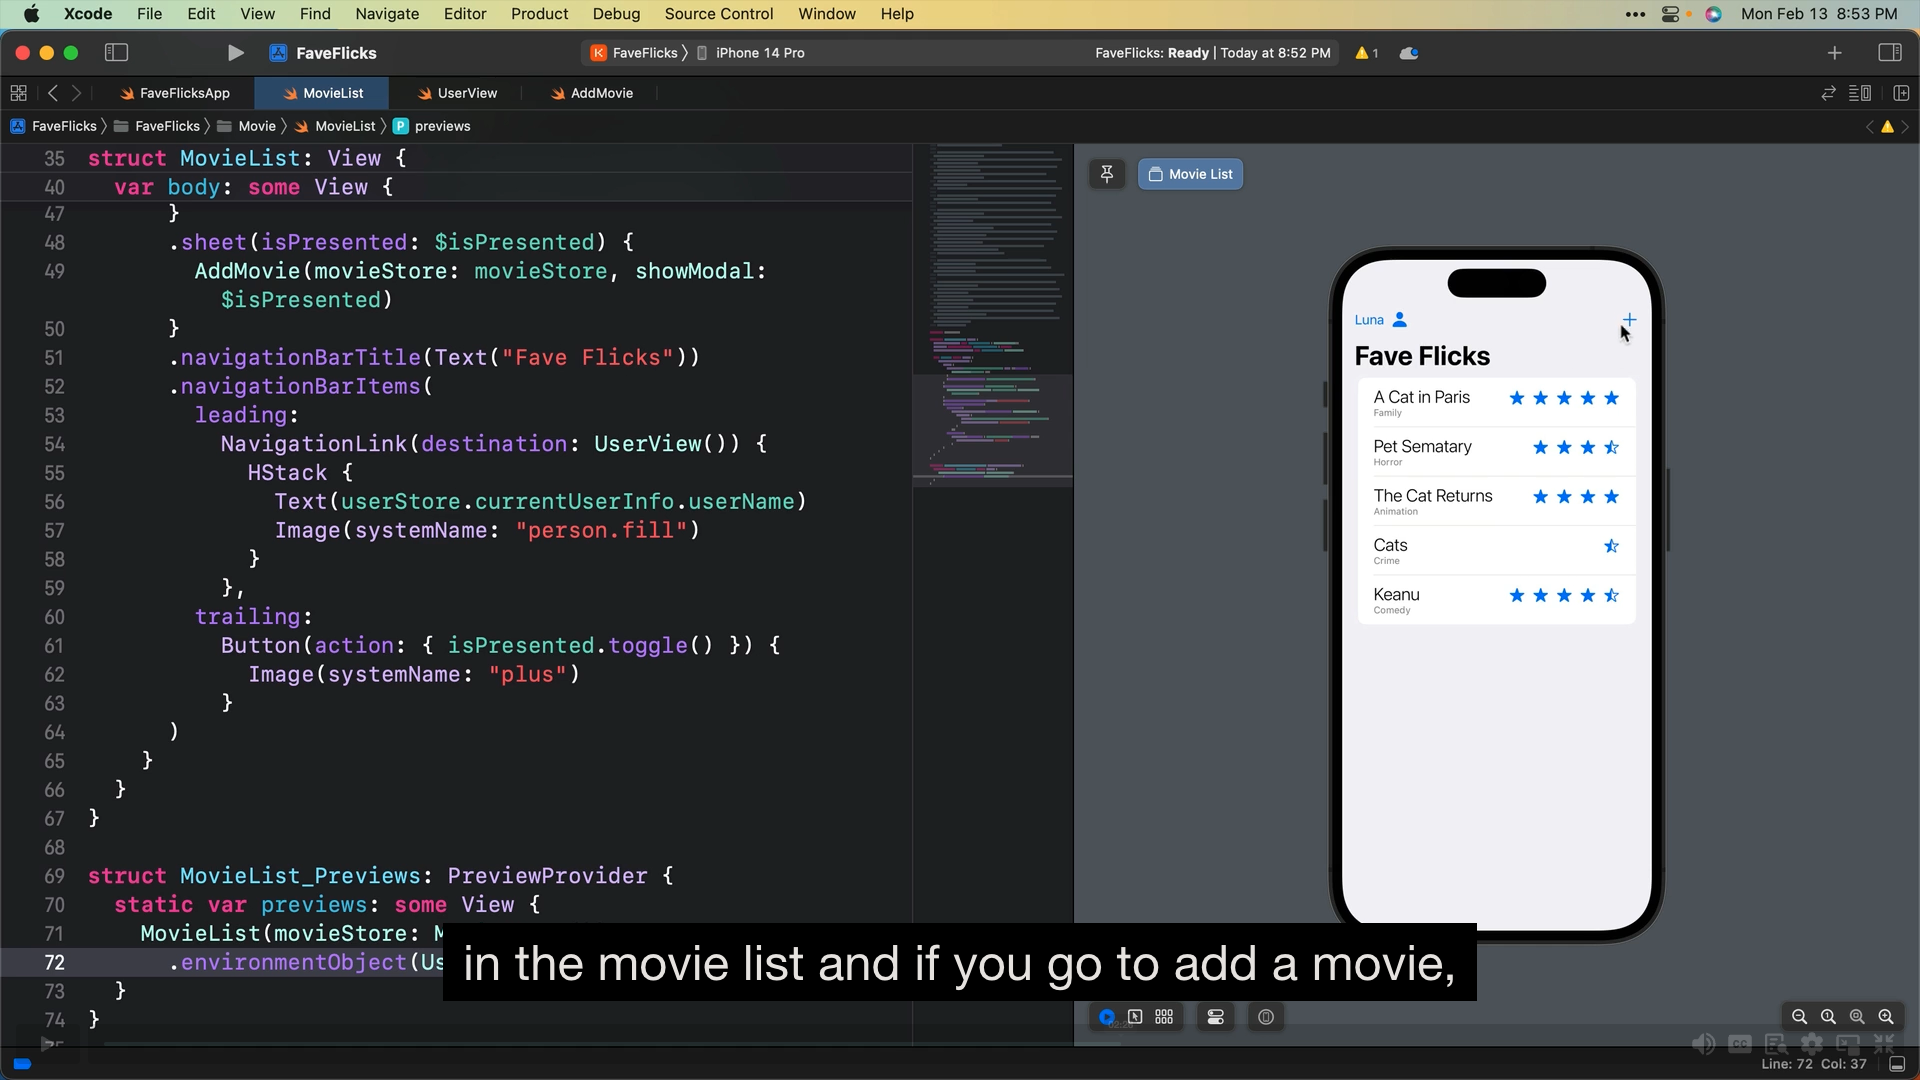 Xcode File Edit View Find Navigate Editor Product Debug Source Control Window Help Mon Feb 13 8:53 PM
FaveFlicks FaveFlicks iPhone 14 Pro FaveFlicks: Ready | Today at 8:52 PM 1
FaveFlicksApp MovieList UserView AddMovie
FaveFlicks FaveFlicks Movie MovieList P previews
35 struct MovieList: View {
40 var body: some View {
47 }
48 .sheet(isPresented: $isPresented) {
49 AddMovie(movieStore: movieStore, showModal:
$isPresented)
50 }
51 .navigationBarTitle(Text("Fave Flicks"))
52 .navigationBarItems(
53 leading:
54 NavigationLink(destination: UserView()) {
55 HStack {
56 Text(userStore.currentUserInfo.userName)
57 Image(systemName: "person.fill")
58 }
59 },
60 trailing:
61 Button(action: { isPresented.toggle() }) {
62 Image(systemName: "plus")
63 }
64 )
65 }
66 }
67 }
68
69 struct MovieList_Previews: PreviewProvider {
70 static var previews: some View {
71 MovieList(movieStore:
72 .environmentObject(Us
73 }
74 }
Movie List
Luna
Fave Flicks
A Cat in Paris
Family
Pet Sematary
Horror
The Cat Returns
Animation
Cats
Crime
Keanu
Comedy
in the movie list and if you go to add a movie,
CC
Line: 72 Col: 37